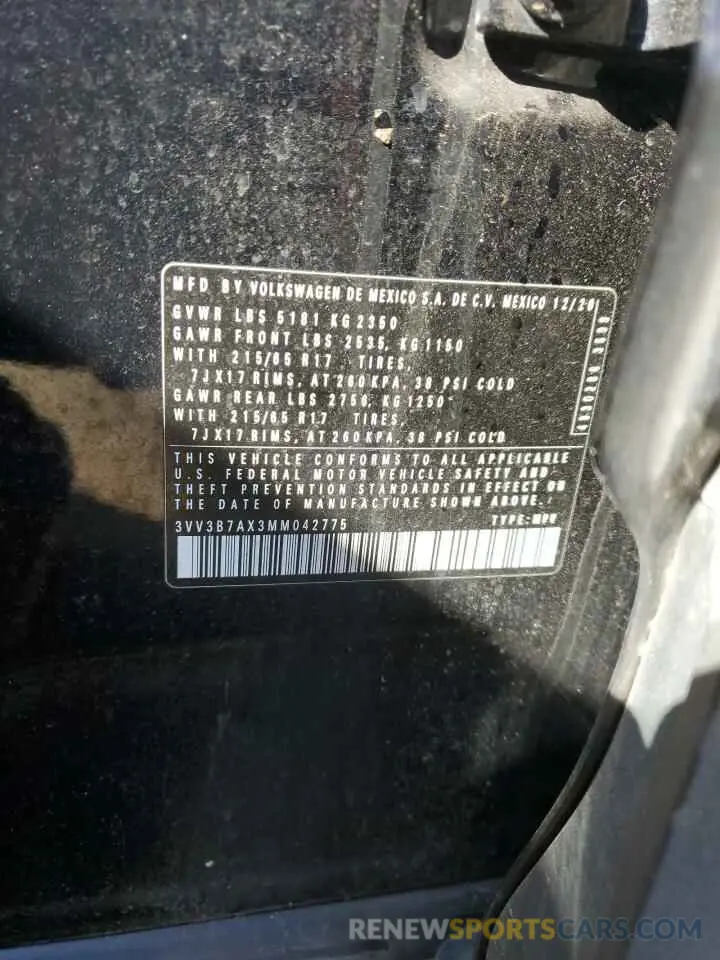 MFD BY VOLKSWAGEN DE MEXICO S.A. DE C.V. MEXICO 12/20
GVWR LBS 5181 KG 2350
GAWR FRONT LBS 2535, KG 1150
WITH 215/65 R17 TIRES,
7JX17 RIMS, AT 260 KPA, 38 PSI COLD
GAWR REAR LBS 2756, KG 1250
WITH 215/65 R17 TIRES,
7JX17 RIMS, AT 260 KPA, 38 PSI COLD
THIS VEHICLE CONFORMS TO ALL APPLICABLE
U.S. FEDERAL MOTOR VEHICLE SAFETY AND
THEFT PREVENTION STANDARDS IN EFFECT ON
THE DATE OF MANUFACTURE SHOWN ABOVE.
3VV3B7AX3MM042775 TYPE: MPV
RENEWSPORTSCARS.COM